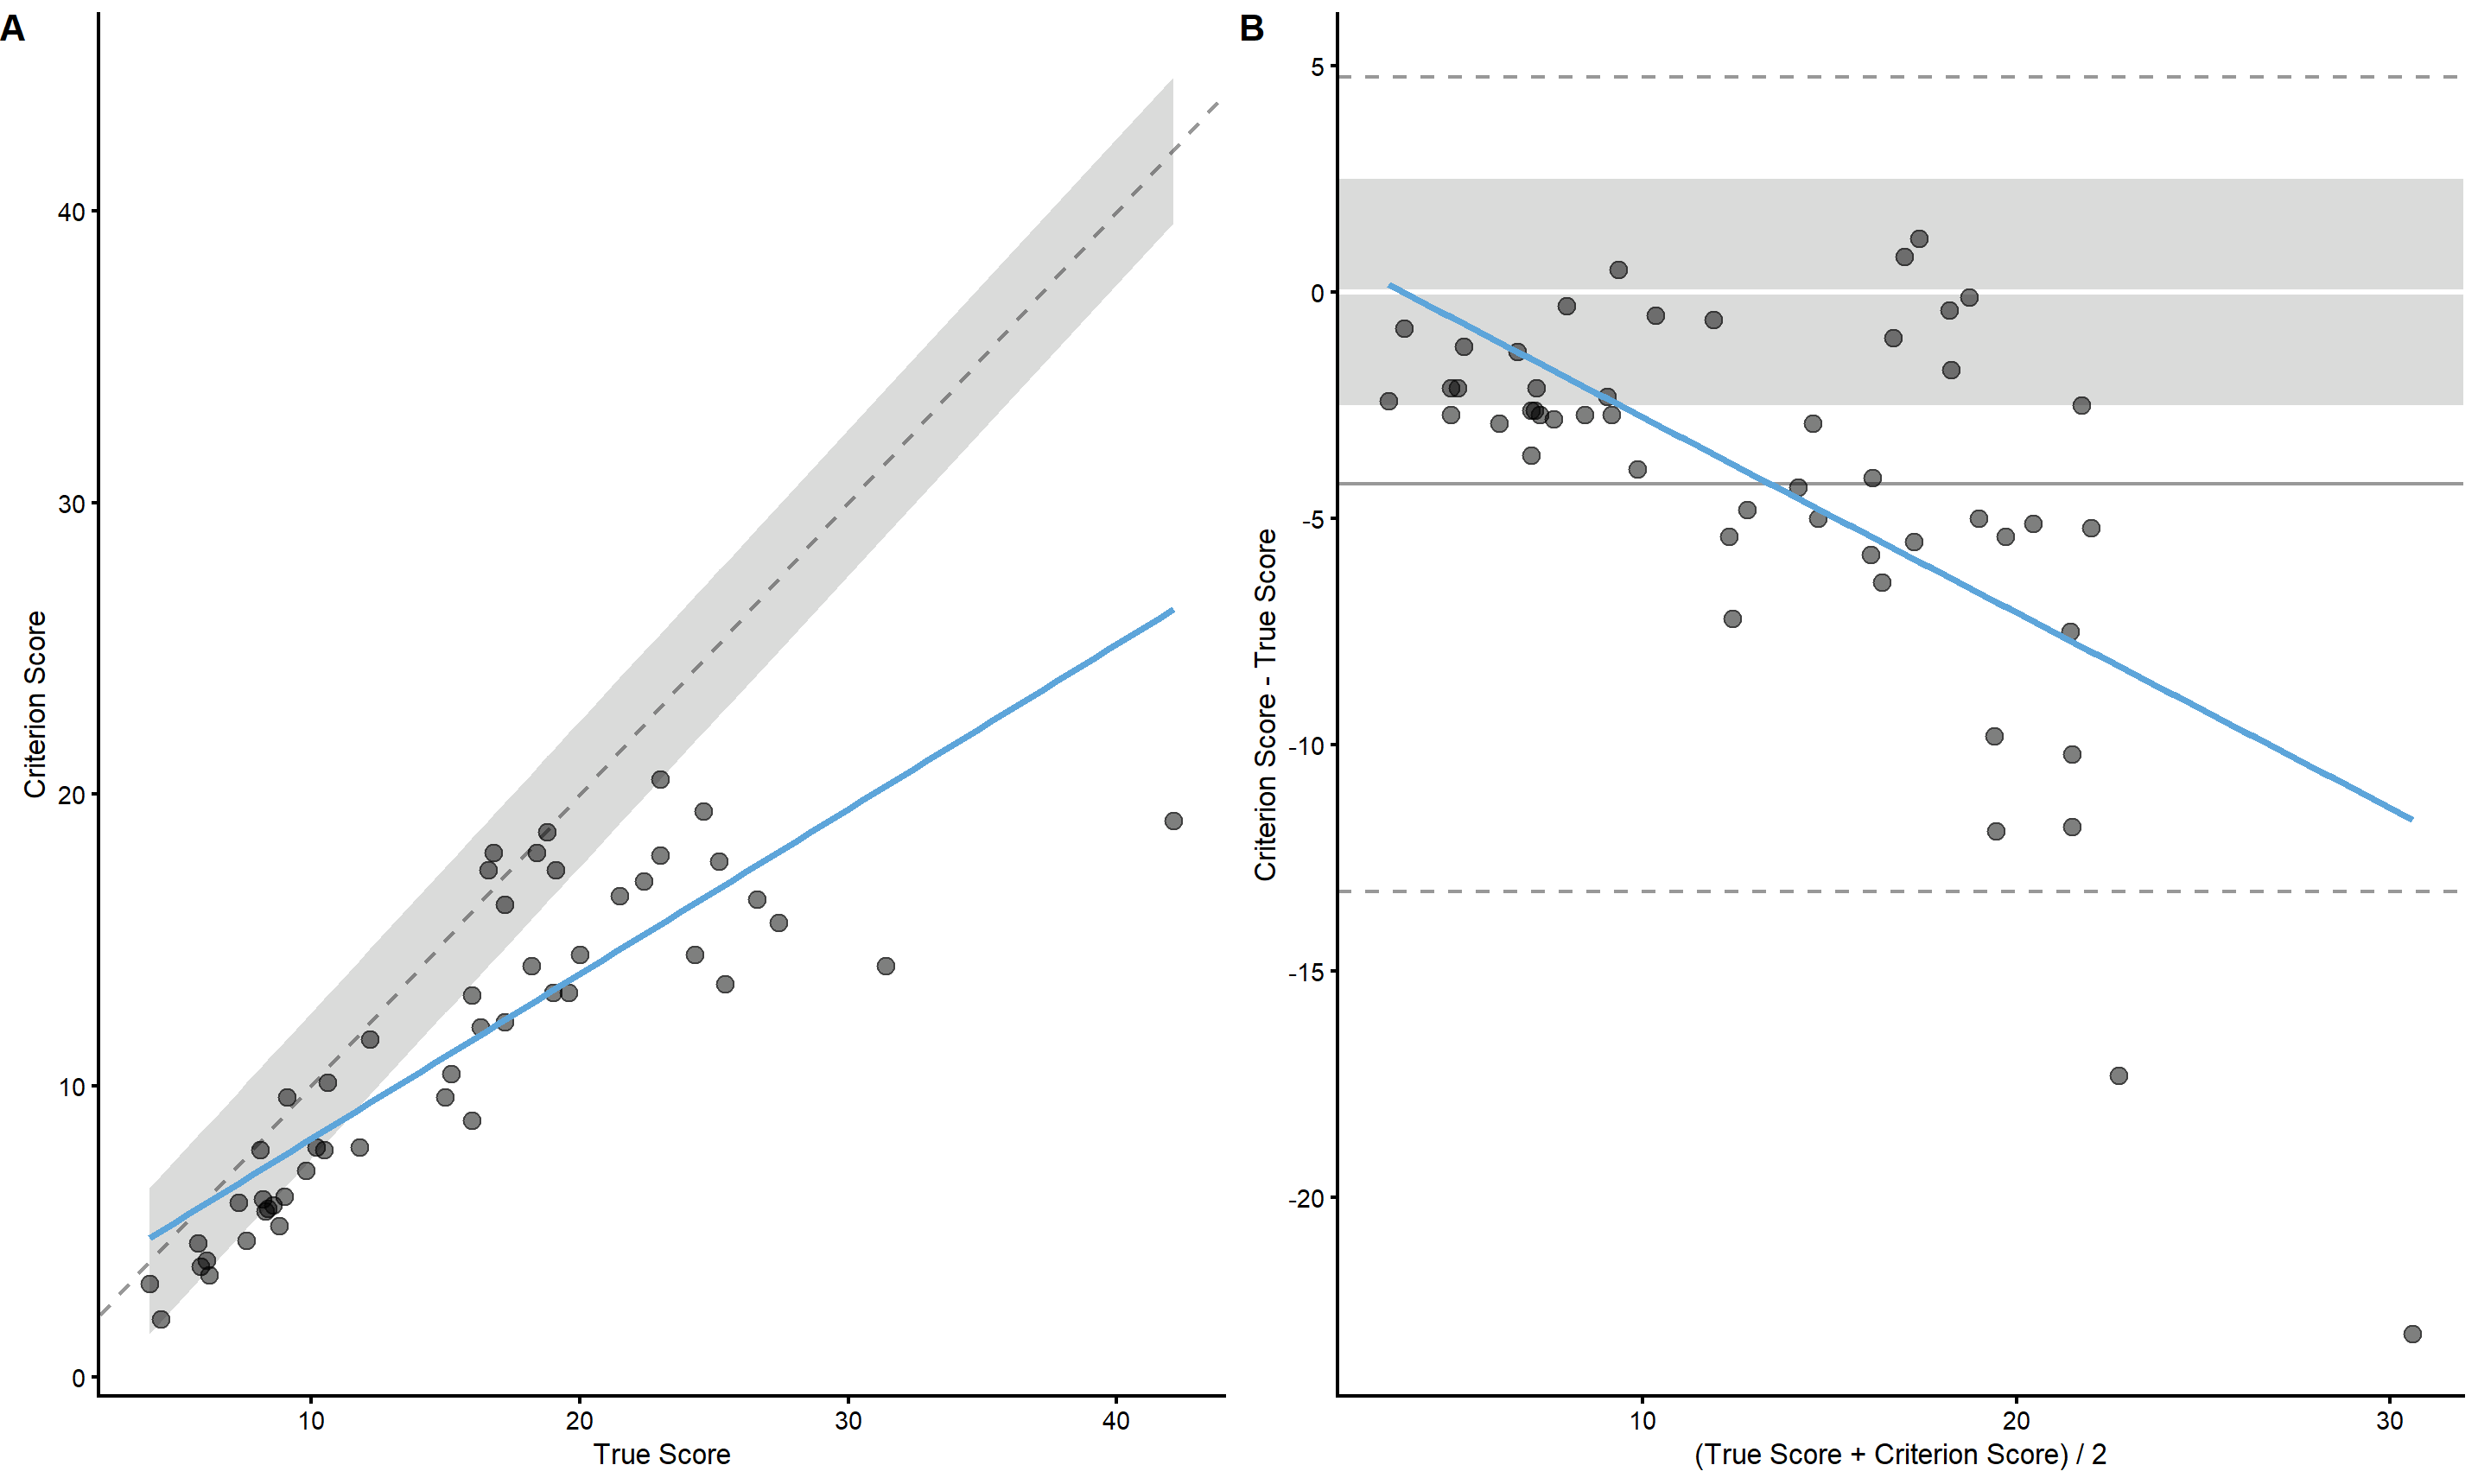 A
Criterion Score
40
30
20
10
0
10 20 30 40
True Score
B
Criterion Score - True Score
5
0
-5
-10
-15
-20
10 20 30
(True Score + Criterion Score) / 2